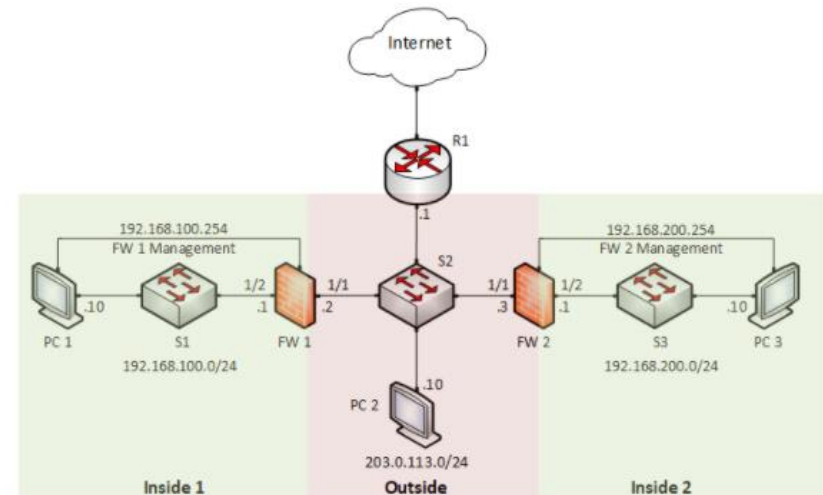 Internet
R1
.1
192.168.100.254
FW 1 Management
192.168.200.254
FW 2 Management
S2
1/2
1/1
1/1
1/2
.10
.1
.2
.3
.1
.10
PC 1
S1
FW 1
FW 2
S3
PC 3
192.168.100.0/24
192.168.200.0/24
.10
PC 2
203.0.113.0/24
Inside 1
Outside
Inside 2